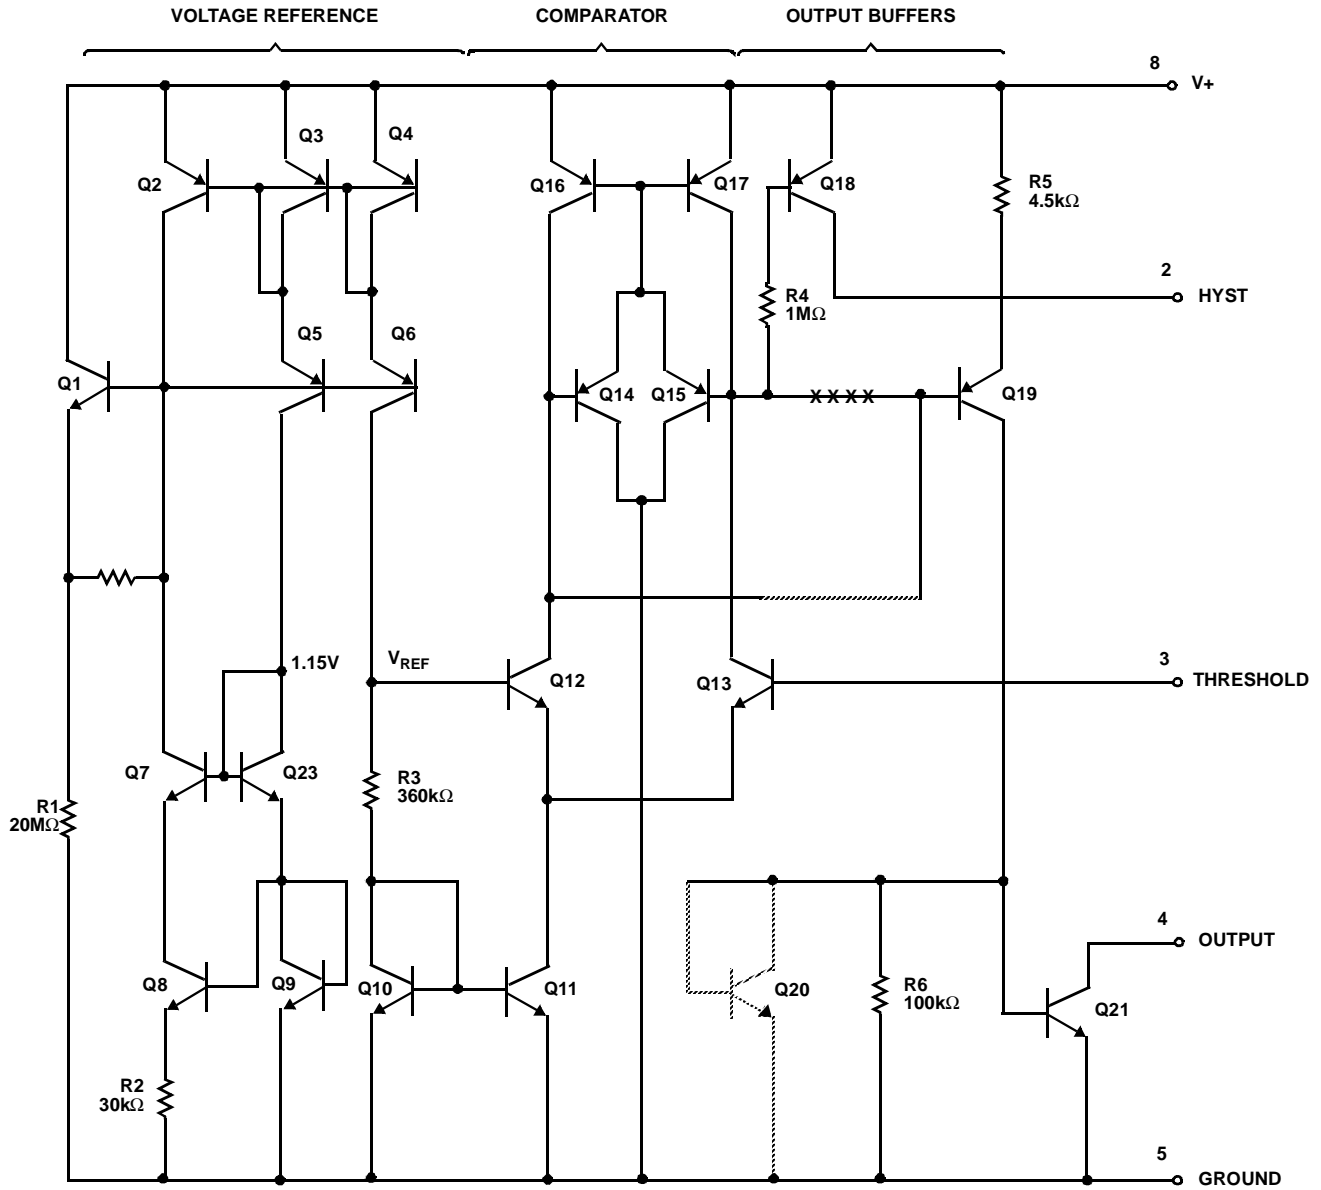 VOLTAGE REFERENCE
COMPARATOR
OUTPUT BUFFERS
8
V+
Q3
Q4
Q2
Q16
Q17
Q18
R5
4.5kΩ
2
HYST
R4
1MΩ
Q5
Q6
Q1
Q14
Q15
X X X X
Q19
1.15V
VREF
Q12
Q13
3
THRESHOLD
Q7
Q23
R3
360kΩ
R1
20MΩ
4
OUTPUT
Q8
Q9
Q10
Q11
Q20
R6
100kΩ
Q21
R2
30kΩ
5
GROUND